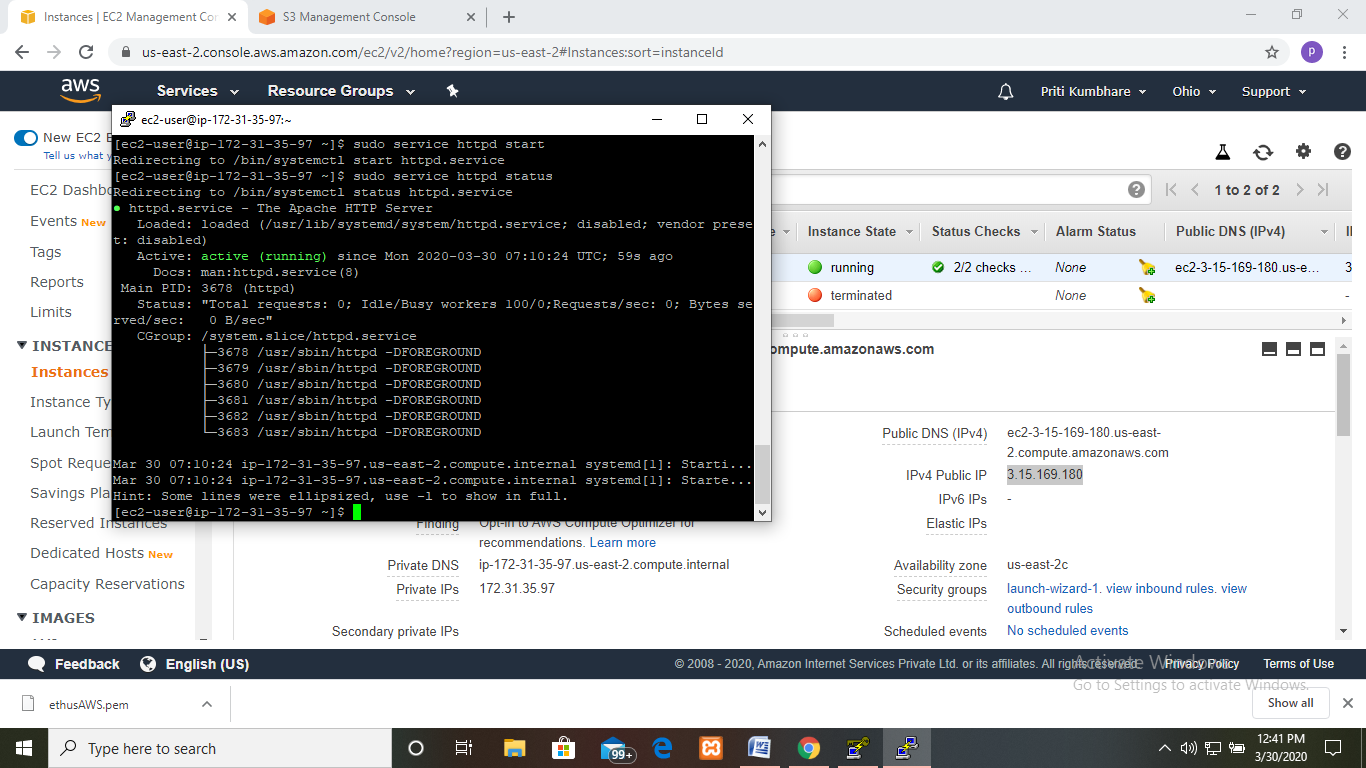 Instances | EC2 Management Con
S3 Management Console
us-east-2.console.aws.amazon.com/ec2/v2/home?region=us-east-2#Instances:sort=instanceId
P
aws
Services
Resource Groups
Priti Kumbhare
Ohio
Support
ec2-user@ip-172-31-35-97:~
[ec2-user@ip-172-31-35-97 ~]$ sudo service httpd start
Redirecting to /bin/systemctl start httpd.service
[ec2-user@ip-172-31-35-97 ~]$ sudo service httpd status
Redirecting to /bin/systemctl status httpd.service
● httpd.service - The Apache HTTP Server
Loaded: loaded (/usr/lib/systemd/system/httpd.service; disabled; vendor prese
t: disabled)
Active: active (running) since Mon 2020-03-30 07:10:24 UTC; 59s ago
Docs: man:httpd.service(8)
Main PID: 3678 (httpd)
Status: "Total requests: 0; Idle/Busy workers 100/0;Requests/sec: 0; Bytes se
rved/sec:   0 B/sec"
CGroup: /system.slice/httpd.service
├─3678 /usr/sbin/httpd -DFOREGROUND
├─3679 /usr/sbin/httpd -DFOREGROUND
├─3680 /usr/sbin/httpd -DFOREGROUND
├─3681 /usr/sbin/httpd -DFOREGROUND
├─3682 /usr/sbin/httpd -DFOREGROUND
└─3683 /usr/sbin/httpd -DFOREGROUND
Mar 30 07:10:24 ip-172-31-35-97.us-east-2.compute.internal systemd[1]: Starti...
Mar 30 07:10:24 ip-172-31-35-97.us-east-2.compute.internal systemd[1]: Starte...
Hint: Some lines were ellipsized, use -l to show in full.
[ec2-user@ip-172-31-35-97 ~]$
New EC2 E
Tell us what y
EC2 Dashbo
Events New
Tags
Reports
Limits
INSTANCE
Instances
Instance Ty
Launch Tem
Spot Reque
Savings Pla
Reserved Instances
Dedicated Hosts New
Capacity Reservations
IMAGES
1 to 2 of 2
Instance State
Status Checks
Alarm Status
Public DNS (IPv4)
running
2/2 checks ...
None
ec2-3-15-169-180.us-e...
3
terminated
None
-
ompute.amazonaws.com
Public DNS (IPv4)
ec2-3-15-169-180.us-east-
2.compute.amazonaws.com
IPv4 Public IP
3.15.169.180
IPv6 IPs
-
Elastic IPs
Finding
Opt-in to AWS Compute Optimizer for
recommendations. Learn more
Private DNS
ip-172-31-35-97.us-east-2.compute.internal
Availability zone
us-east-2c
Private IPs
172.31.35.97
Security groups
launch-wizard-1. view inbound rules. view
outbound rules
Secondary private IPs
Scheduled events
No scheduled events
Feedback
English (US)
© 2008 - 2020, Amazon Internet Services Private Ltd. or its affiliates. All rights reserved.
Privacy Policy
Terms of Use
Activate Windows
Go to Settings to activate Windows.
ethusAWS.pem
Show all
Type here to search
99+
12:41 PM
3/30/2020